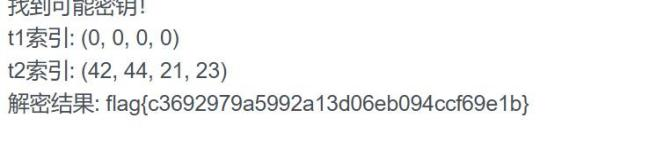 找到可能密钥!
t1索引: (0, 0, 0, 0)
t2索引: (42, 44, 21, 23)
解密结果: flag{c3692979a5992a13d06eb094ccf69e1b}